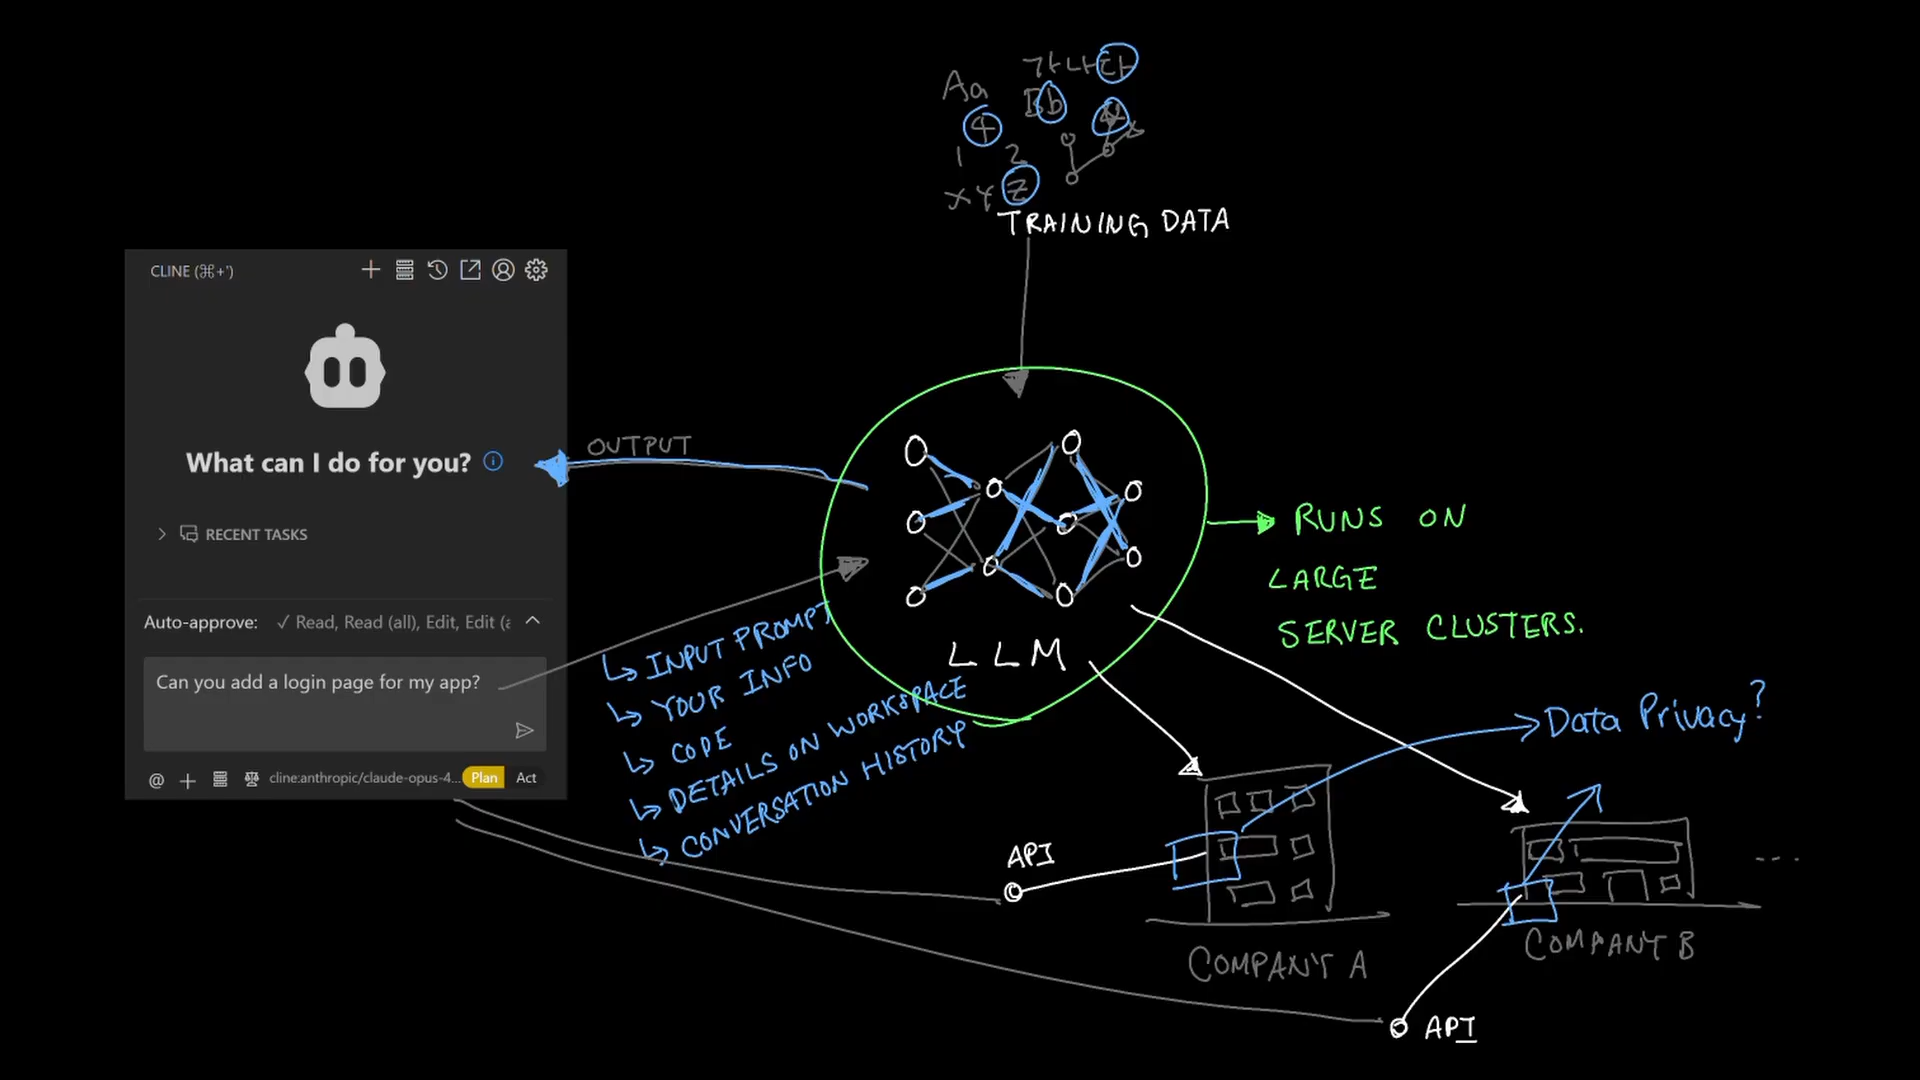 Aa
가나다
4
Bb
1
2
X Y Z
TRAINING DATA
CLINE (⌘+')
What can I do for you?
RECENT TASKS
Auto-approve: ✓ Read, Read (all), Edit, Edit (a
Can you add a login page for my app?
@ + cline:anthropic/claude-opus-4... Plan Act
OUTPUT
↳ INPUT PROMPT
↳ YOUR INFO
↳ CODE
↳ DETAILS ON WORKSPACE
↳ CONVERSATION HISTORY
LLM
RUNS ON
LARGE
SERVER CLUSTERS.
Data Privacy?
API
COMPANY A
COMPANY B
...
API